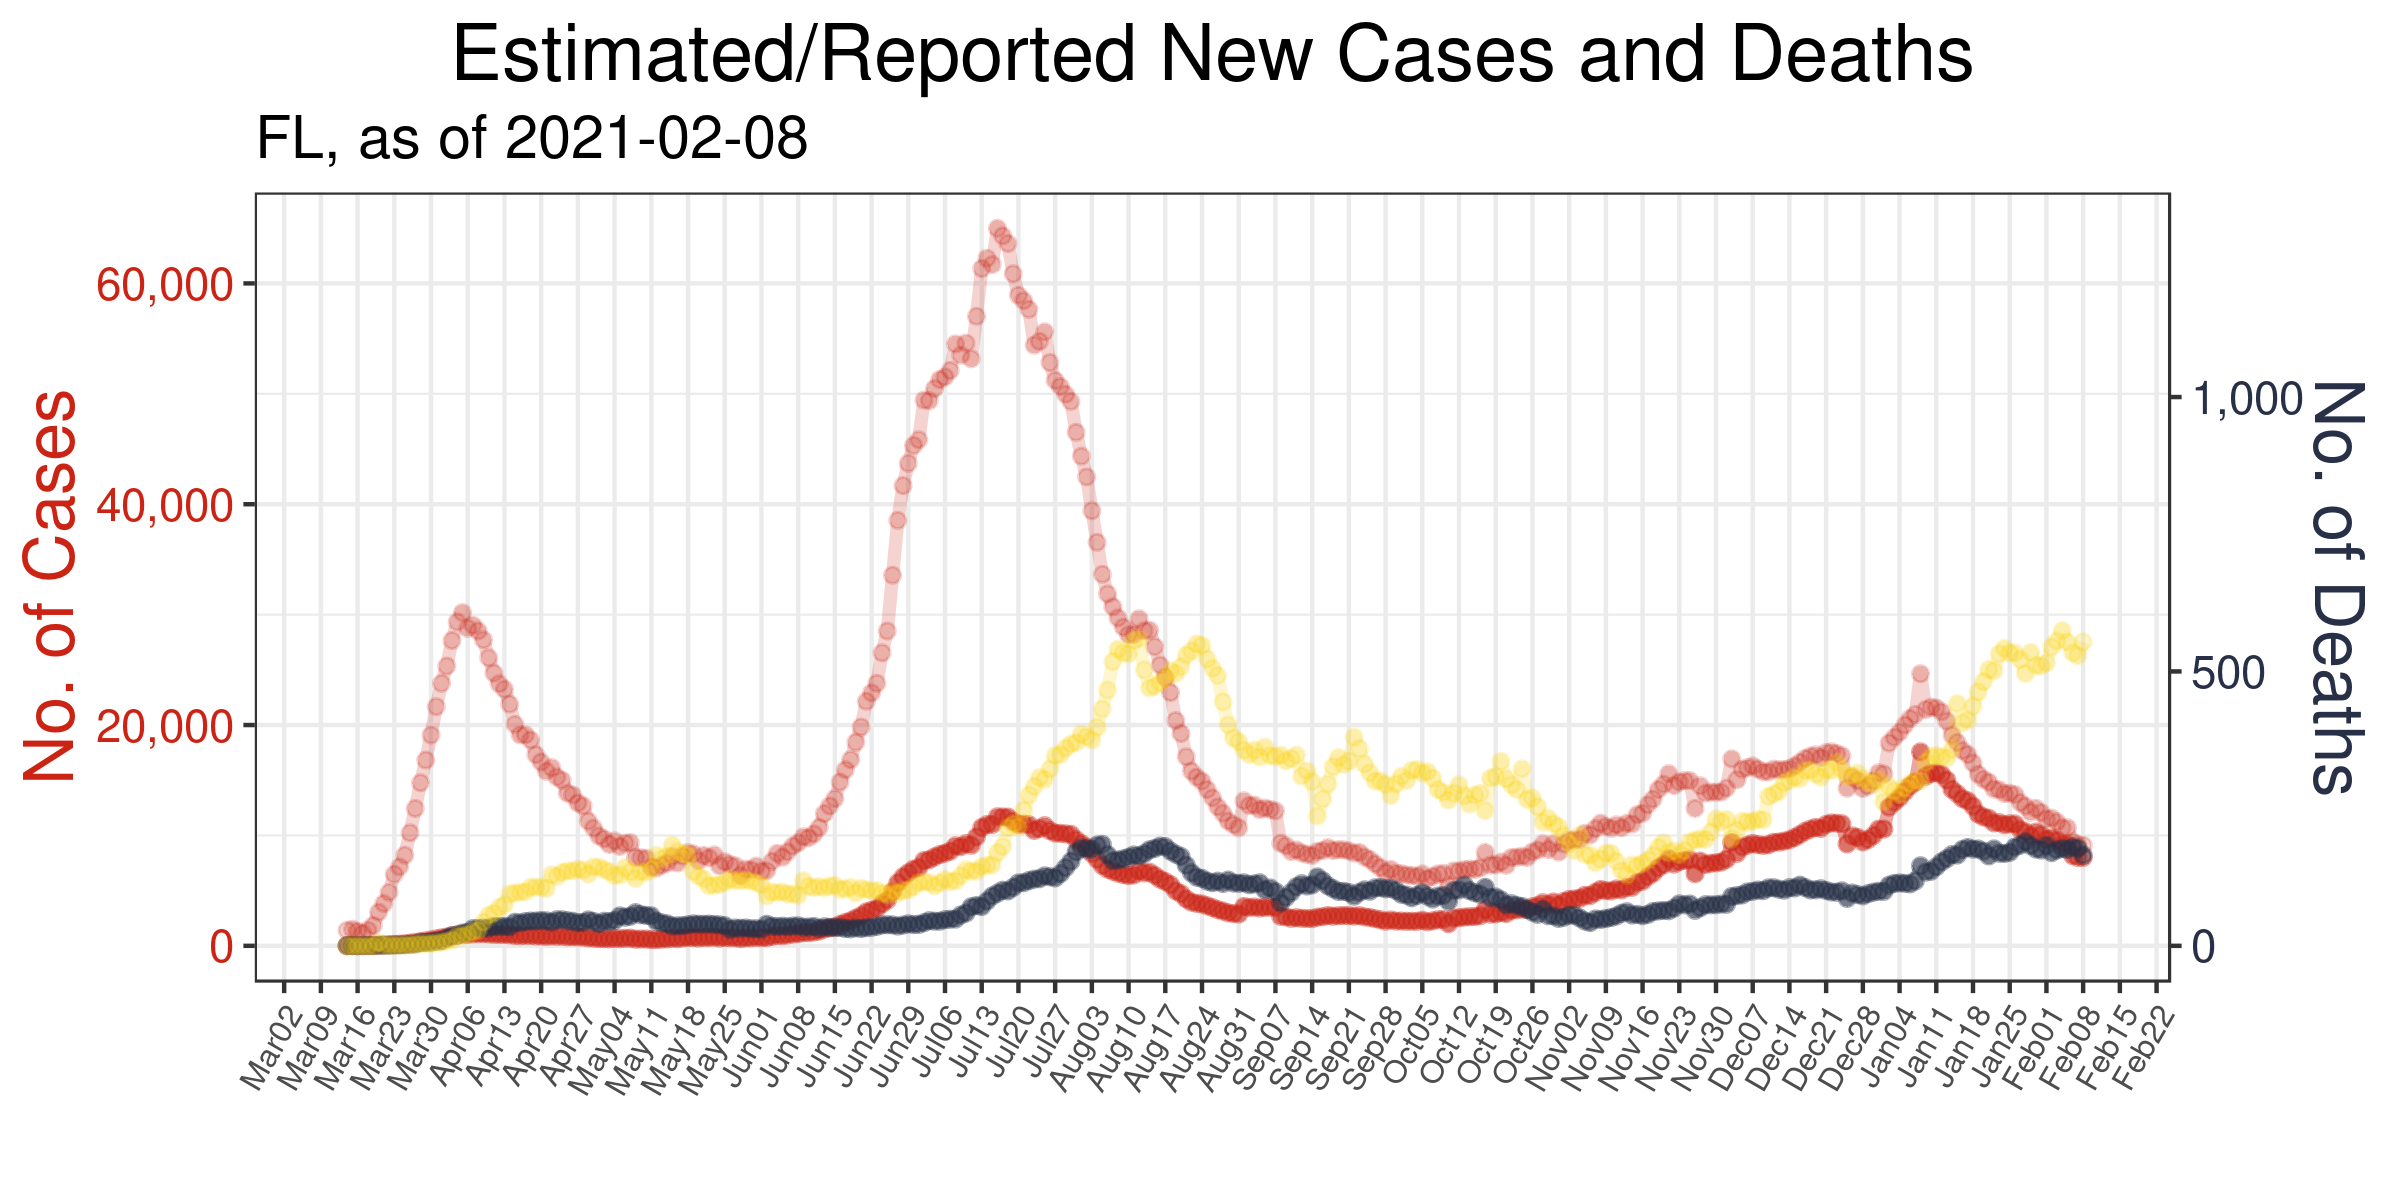 Estimated/Reported New Cases and Deaths
FL, as of 2021-02-08
No. of Cases
60,000
40,000
20,000
0
1,000
500
0
No. of Deaths
Mar02
Mar09
Mar16
Mar23
Mar30
Apr06
Apr13
Apr20
Apr27
May04
May11
May18
May25
Jun01
Jun08
Jun15
Jun22
Jun29
Jul06
Jul13
Jul20
Jul27
Aug03
Aug10
Aug17
Aug24
Aug31
Sep07
Sep14
Sep21
Sep28
Oct05
Oct12
Oct19
Oct26
Nov02
Nov09
Nov16
Nov23
Nov30
Dec07
Dec14
Dec21
Dec28
Jan04
Jan11
Jan18
Jan25
Feb01
Feb08
Feb15
Feb22